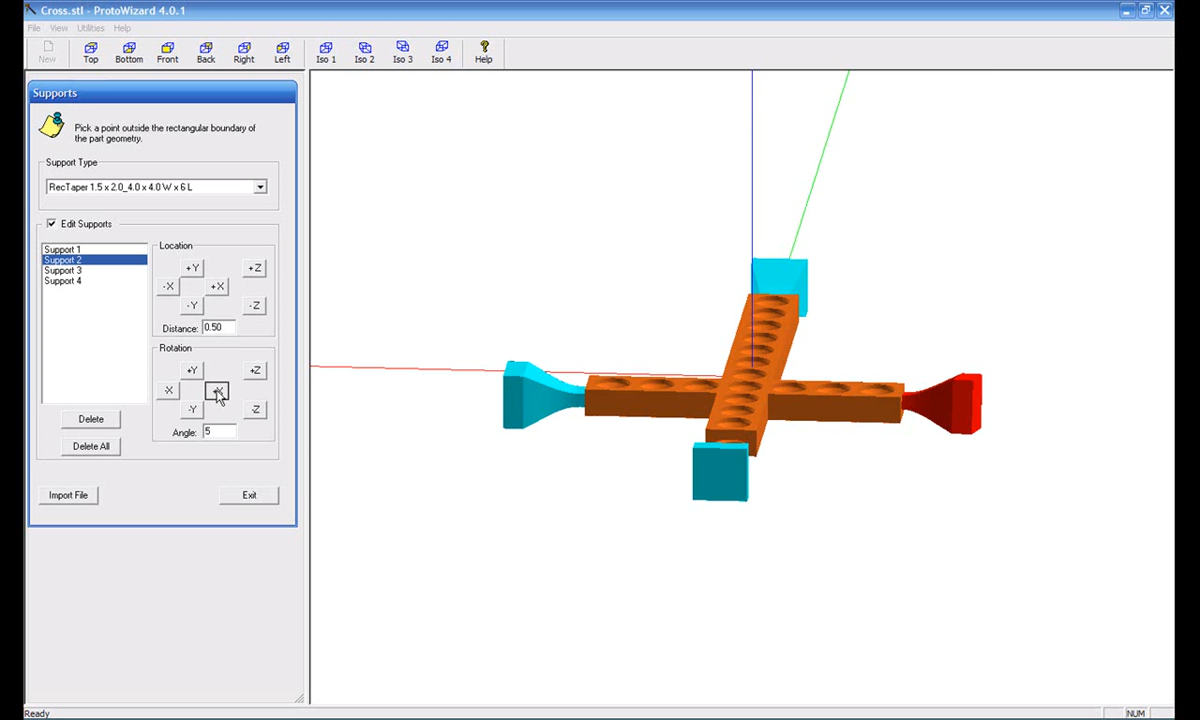 Cross.stl - ProtoWizard 4.0.1
File View Utilities Help
New Top Bottom Front Back Right Left Iso 1 Iso 2 Iso 3 Iso 4 Help
Supports
Pick a point outside the rectangular boundary of
the part geometry.
Support Type
RecTaper 1.5 x 2.0_4.0 x 4.0 W x 6 L
Edit Supports
Support 1
Support 2
Support 3
Support 4
Location
+Y
+Z
-X
+X
-Y
-Z
Distance: 0.50
Rotation
+Y
+Z
-X
-Y
-Z
Angle: 5
Delete
Delete All
Import File
Exit
Ready
NUM